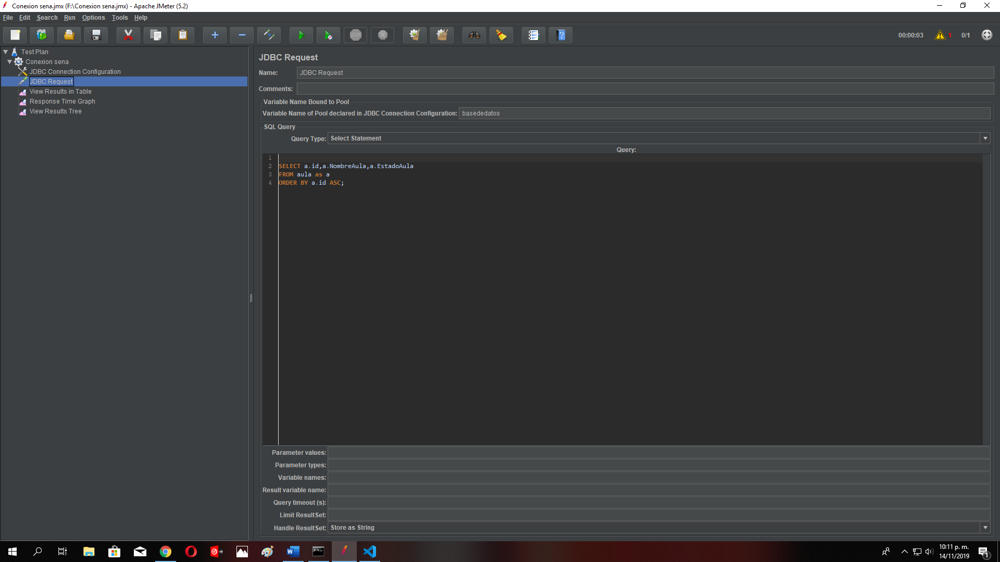 Conexion sena.jmx (F:\Conexion sena.jmx) - Apache JMeter (5.2)
File Edit Search Run Options Tools Help
STOP
00:00:03
1
0/1
Test Plan
Conexion sena
JDBC Connection Configuration
JDBC Request
View Results in Table
Response Time Graph
View Results Tree
JDBC Request
Name: JDBC Request
Comments:
Variable Name Bound to Pool
Variable Name of Pool declared in JDBC Connection Configuration: basededatos
SQL Query
Query Type: Select Statement
Query:
1
2 SELECT a.id,a.NombreAula,a.EstadoAula
3 FROM aula as a
4 ORDER BY a.id ASC;
Parameter values:
Parameter types:
Variable names:
Result variable name:
Query timeout (s):
Limit ResultSet:
Handle ResultSet: Store as String
10:11 p. m.
14/11/2019
1